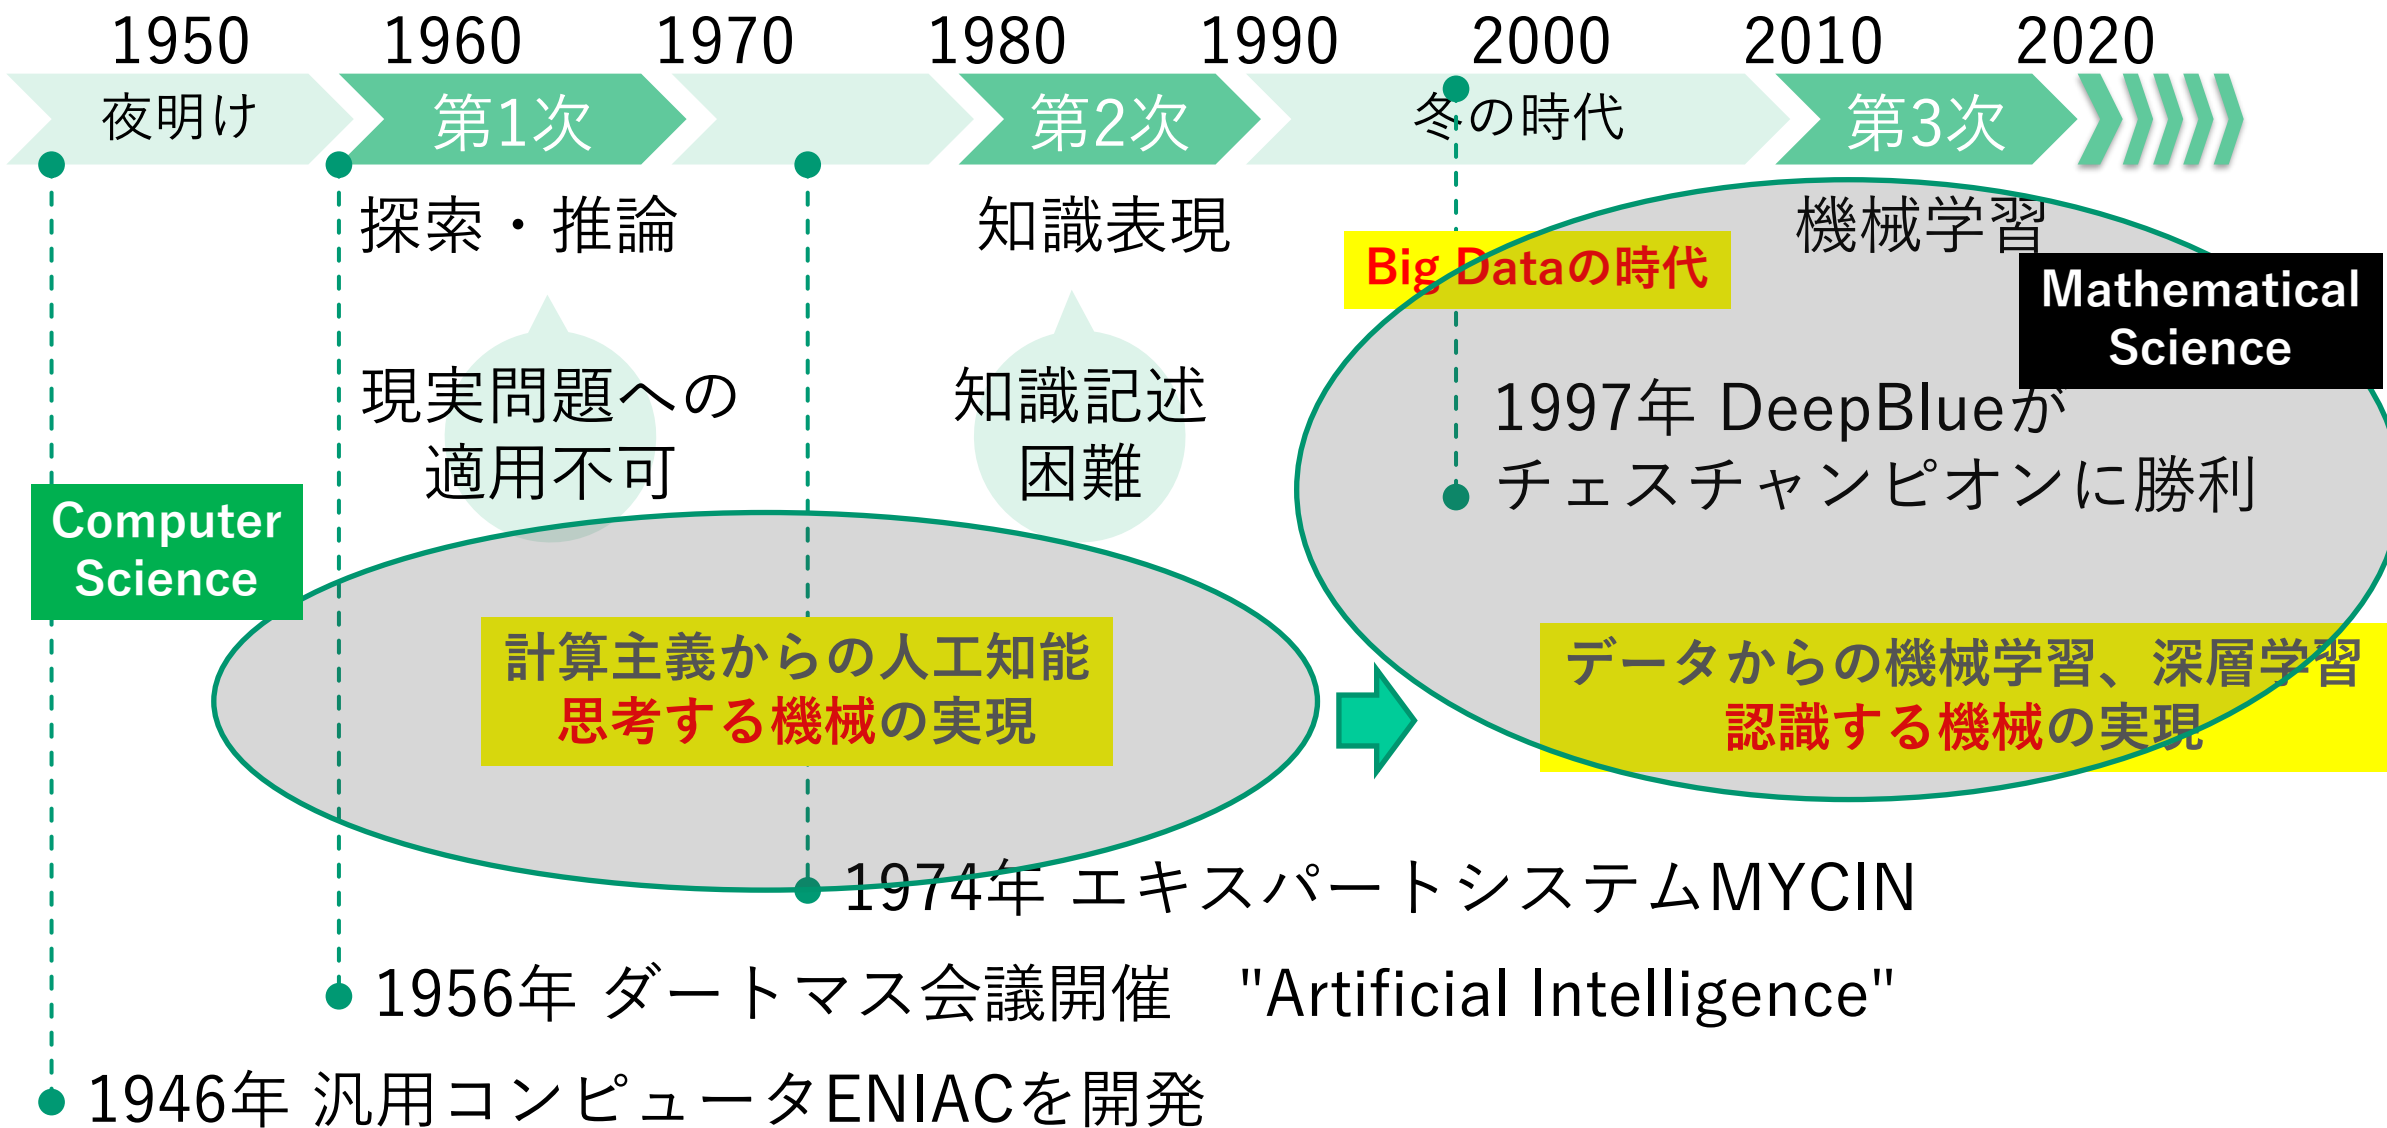 1950 1960 1970 1980 1990 2000 2010 2020
夜明け 第1次 第2次 冬の時代 第3次
探索・推論
知識表現
機械学習
Big Dataの時代
Mathematical
Science
現実問題への
適用不可
知識記述
困難
1997年 DeepBlueが
チェスチャンピオンに勝利
Computer
Science
計算主義からの人工知能
思考する機械の実現
データからの機械学習、深層学習
認識する機械の実現
1974年 エキスパートシステムMYCIN
1956年 ダートマス会議開催　"Artificial Intelligence"
1946年 汎用コンピュータENIACを開発